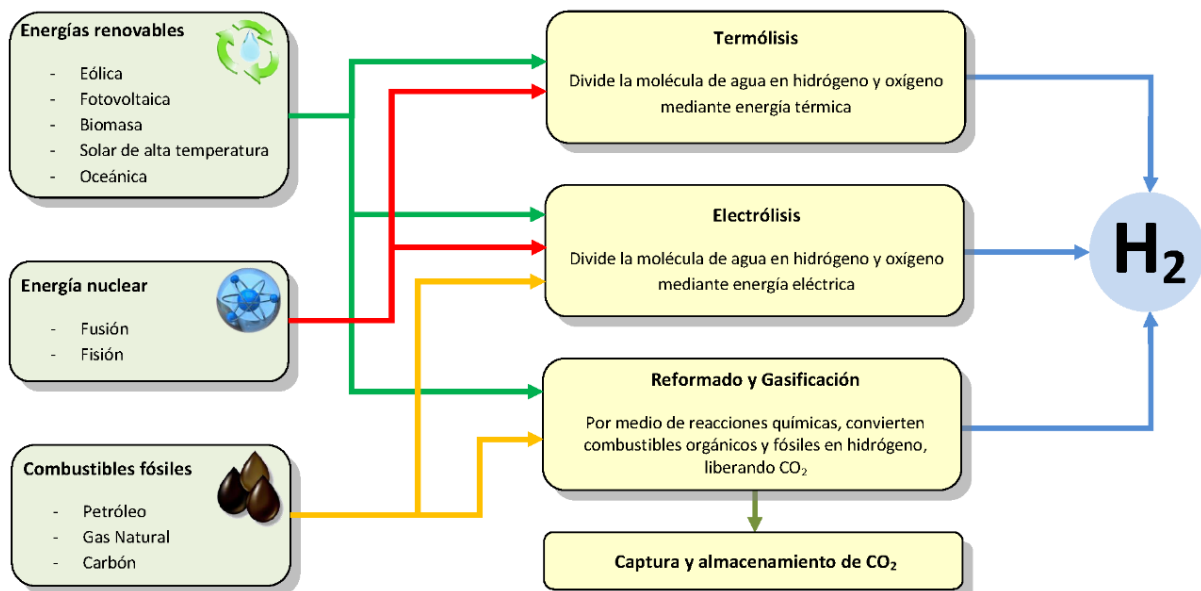 Energías renovables
- Eólica
- Fotovoltaica
- Biomasa
- Solar de alta temperatura
- Oceánica
Energía nuclear
- Fusión
- Fisión
Combustibles fósiles
- Petróleo
- Gas Natural
- Carbón
Termólisis
Divide la molécula de agua en hidrógeno y oxígeno
mediante energía térmica
Electrólisis
Divide la molécula de agua en hidrógeno y oxígeno
mediante energía eléctrica
Reformado y Gasificación
Por medio de reacciones químicas, convierten
combustibles orgánicos y fósiles en hidrógeno,
liberando CO₂
Captura y almacenamiento de CO₂
H₂